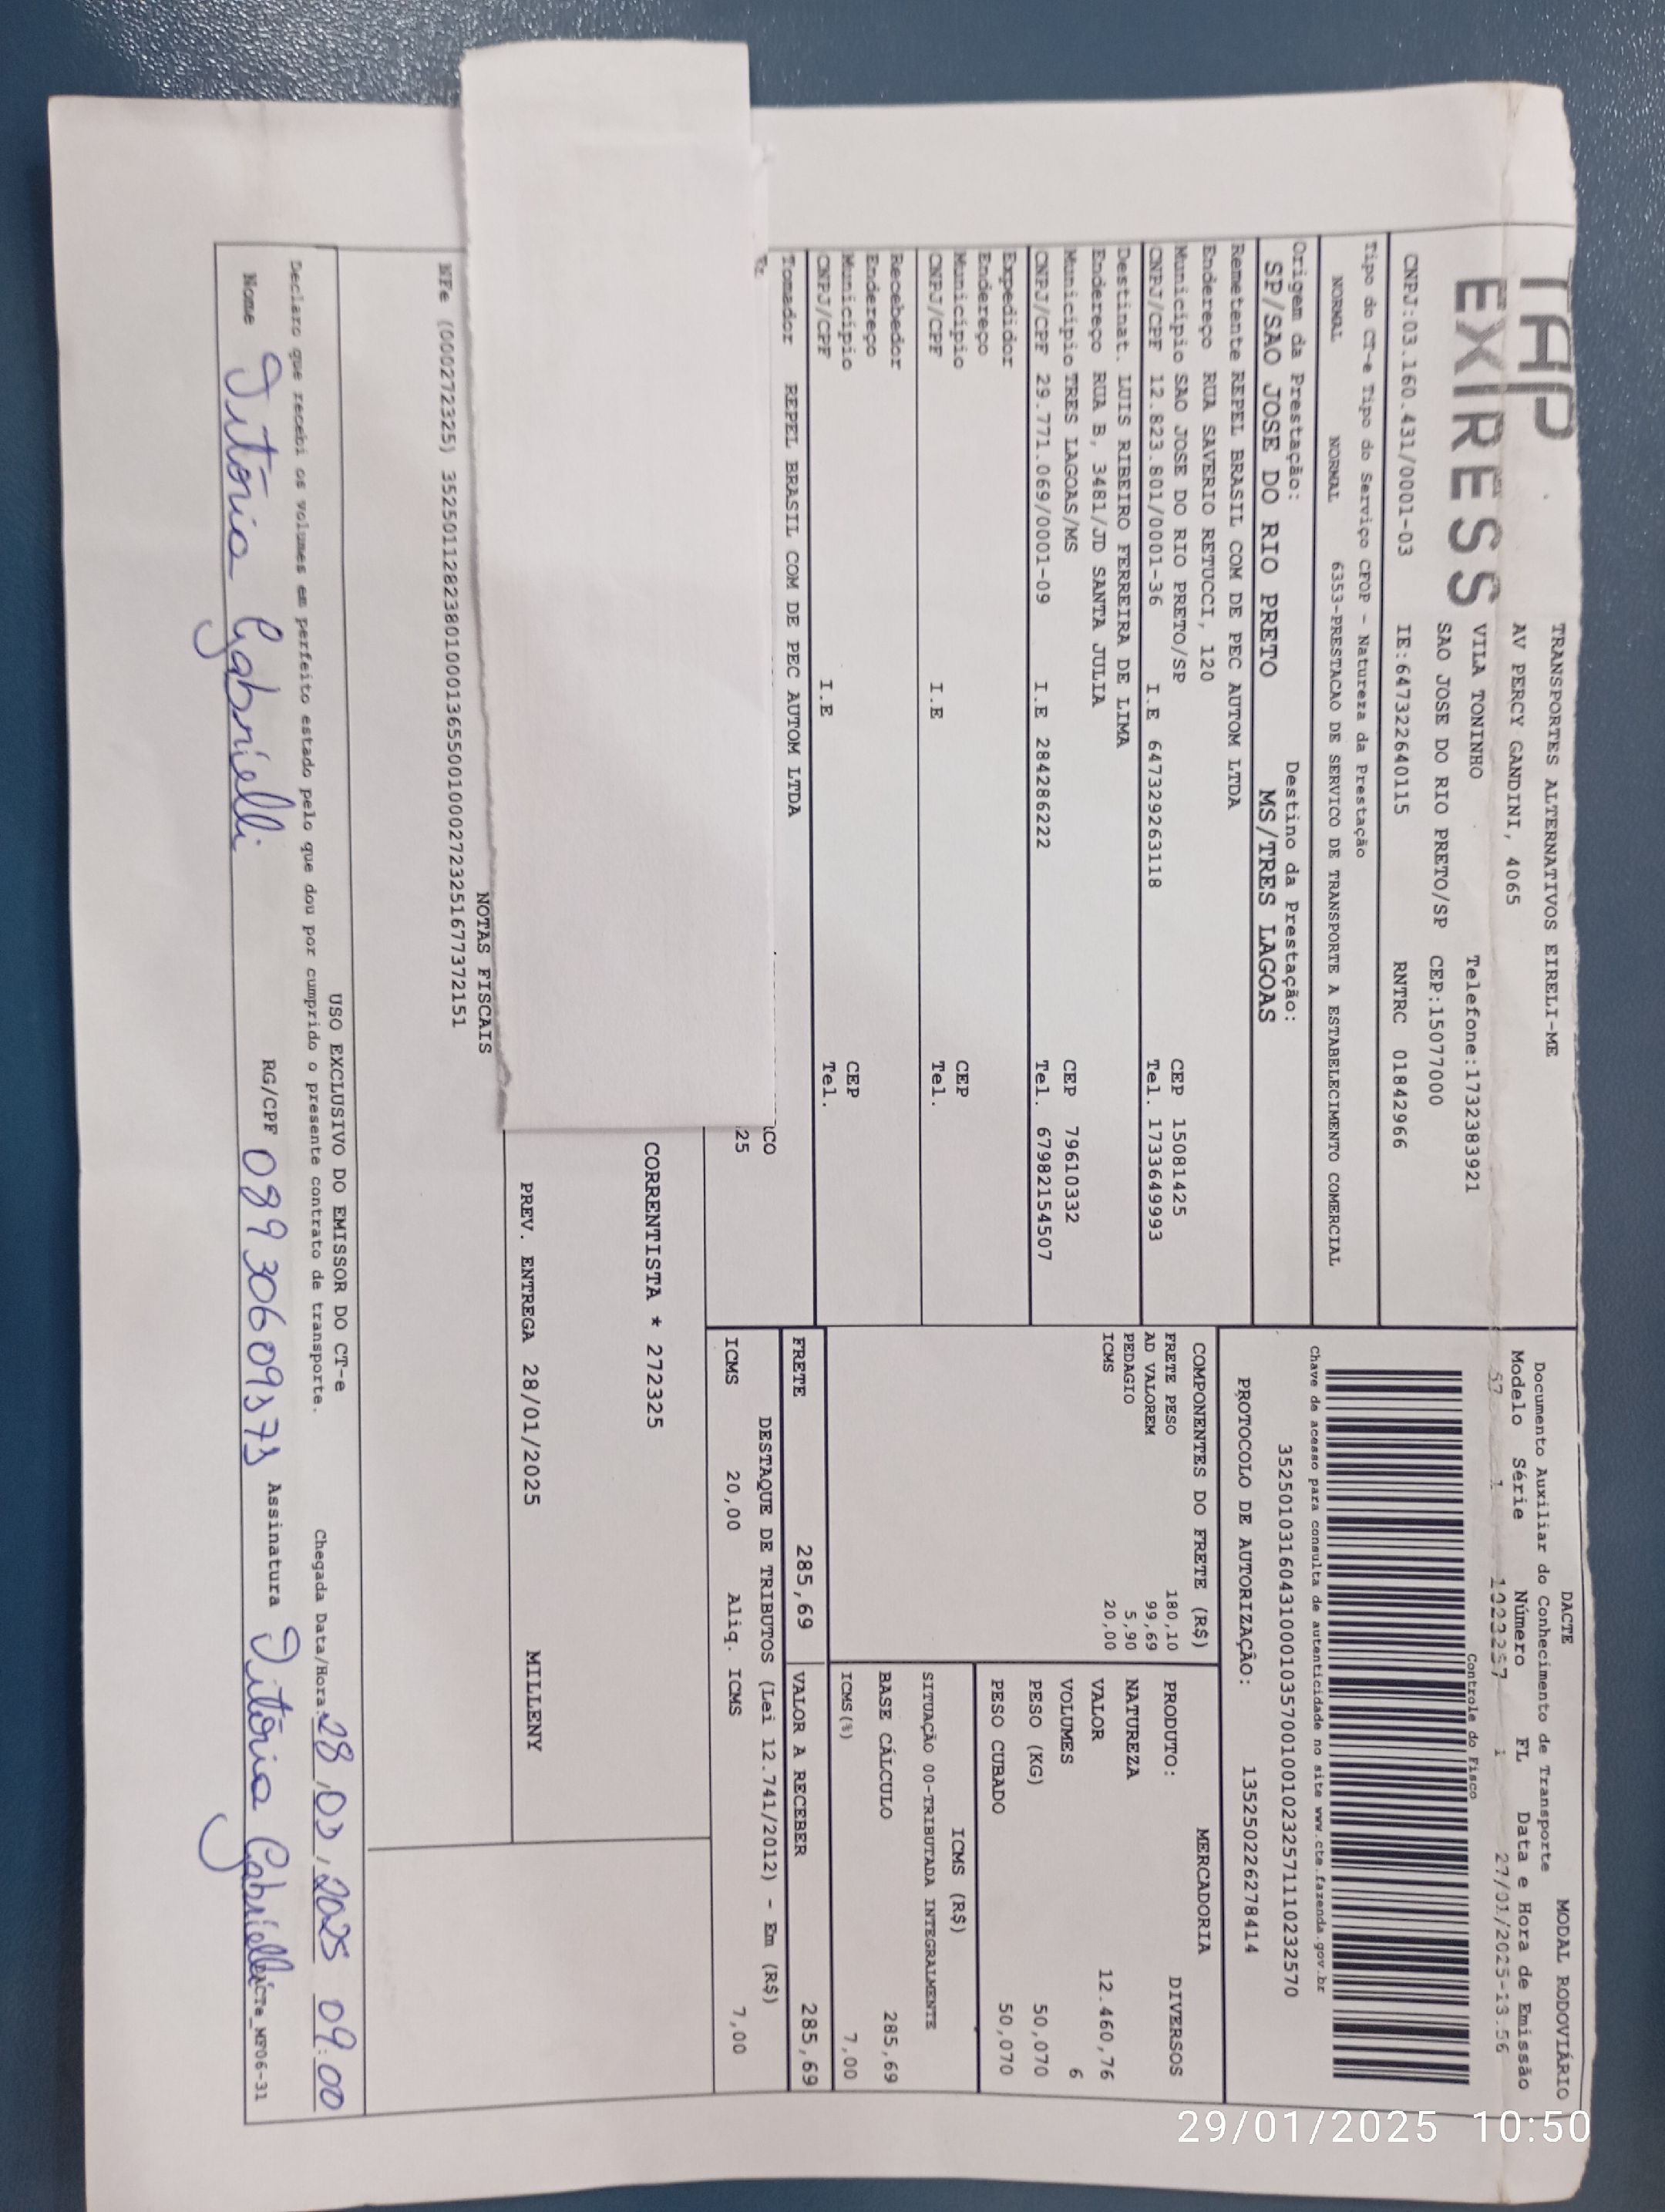 TAP
EXPRESS
TRANSPORTES ALTERNATIVOS EIRELI-ME
AV PERCY GANDINI, 4065
VILA TONINHO Telefone:1732383921
SAO JOSE DO RIO PRETO/SP CEP:15077000
CNPJ:03.160.431/0001-03 IE:647322640115 RNTRC 01842966
DACTE MODAL RODOVIÁRIO
Documento Auxiliar do Conhecimento de Transporte
Modelo Série Número FL Data e Hora de Emissão
57 1 1023257 1 27/01/2025-13.56
Controle do Fisco
Chave de acesso para consulta de autenticidade no site www.cte.fazenda.gov.br
35250103160431000103570010010232571110232570
PROTOCOLO DE AUTORIZAÇÃO: 135250226278414
Tipo do CT-e Tipo do Serviço CFOP - Natureza da Prestação
NORMAL NORMAL 6353-PRESTACAO DE SERVICO DE TRANSPORTE A ESTABELECIMENTO COMERCIAL
Origem da Prestação: Destino da Prestação:
SP/SAO JOSE DO RIO PRETO MS/TRES LAGOAS
Remetente REPEL BRASIL COM DE PEC AUTOM LTDA
Endereço RUA SAVERIO RETUCCI, 120
Município SAO JOSE DO RIO PRETO/SP CEP 15081425
CNPJ/CPF 12.823.801/0001-36 I.E 647329263118 Tel. 1733649993
Destinat. LUIS RIBEIRO FERREIRA DE LIMA
Endereço RUA B, 3481/JD SANTA JULIA
Município TRES LAGOAS/MS CEP 79610332
CNPJ/CPF 29.771.069/0001-09 I.E 284286222 Tel. 67982154507
Expedidor
Endereço
Município CEP
CNPJ/CPF I.E Tel.
Recebedor
Endereço
Município CEP
CNPJ/CPF I.E Tel.
Tomador REPEL BRASIL COM DE PEC AUTOM LTDA
COMPONENTES DO FRETE (R$)
FRETE PESO 180,10
AD VALOREM 99,69
PEDAGIO 5,90
ICMS 20,00
MERCADORIA
PRODUTO: DIVERSOS
NATUREZA
VALOR 12.460,76
VOLUMES 6
PESO (KG) 50,070
PESO CUBADO 50,070
ICMS (R$)
SITUAÇÃO 00-TRIBUTADA INTEGRALMENTE
BASE CÁLCULO 285,69
ICMS(%) 7,00
FRETE 285,69 VALOR A RECEBER 285,69
DESTAQUE DE TRIBUTOS (Lei 12.741/2012) - Em (R$)
ICMS 20,00 Aliq. ICMS 7,00
ICO
25
CORRENTISTA * 272325
PREV. ENTREGA 28/01/2025 MILLENY
NOTAS FISCAIS
NFe (000272325) 35250112823801000136550010002723251677372151
USO EXCLUSIVO DO EMISSOR DO CT-e
Declaro que recebi os volumes em perfeito estado pelo que dou por cumprido o presente contrato de transporte. Chegada Data/Hora: 28/01/2025 09:00
Nome Vitória Gabrielli RG/CPF Assinatura Vitória Gabrielli DACTe_MF06-31
29/01/2025 10:50